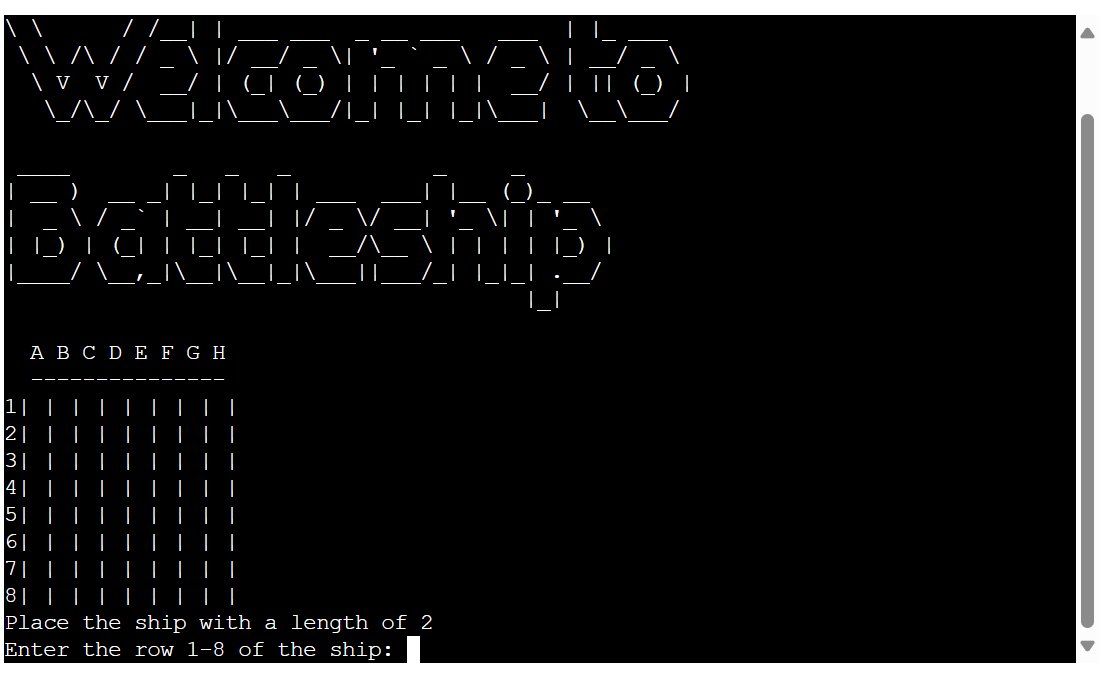 Welcome to
Battleship
A B C D E F G H
---------------
1| | | | | | | | |
2| | | | | | | | |
3| | | | | | | | |
4| | | | | | | | |
5| | | | | | | | |
6| | | | | | | | |
7| | | | | | | | |
8| | | | | | | | |
Place the ship with a length of 2
Enter the row 1-8 of the ship: